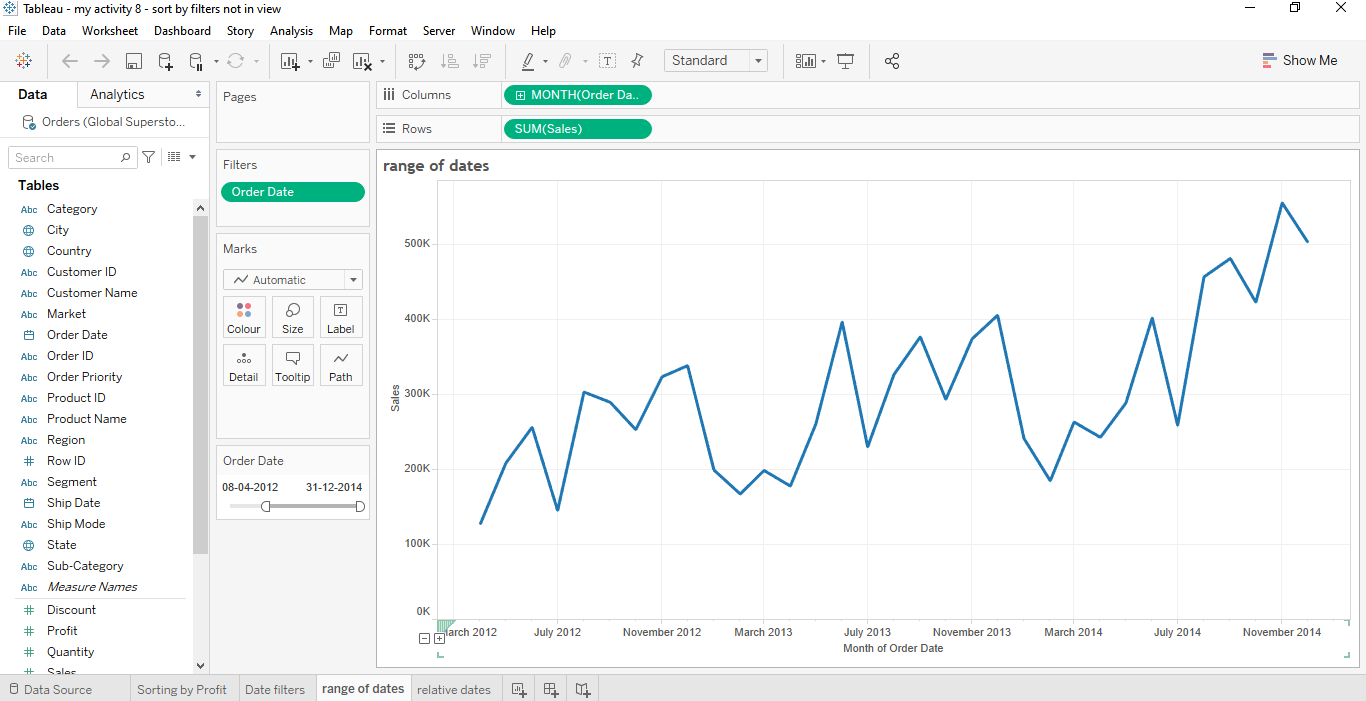 Tableau - my activity 8 - sort by filters not in view
File Data Worksheet Dashboard Story Analysis Map Format Server Window Help
Standard
Show Me
Data Analytics
Orders (Global Supersto...
Search
Tables
Abc Category
City
Country
Abc Customer ID
Abc Customer Name
Abc Market
Order Date
Abc Order ID
Abc Order Priority
Abc Product ID
Abc Product Name
Abc Region
# Row ID
Abc Segment
Ship Date
Abc Ship Mode
State
Abc Sub-Category
Abc Measure Names
# Discount
# Profit
# Quantity
# Sales
Pages
Filters
Order Date
Marks
Automatic
Colour Size Label
Detail Tooltip Path
Order Date
08-04-2012 31-12-2014
Columns MONTH(Order Da..
Rows SUM(Sales)
range of dates
500K
400K
300K
200K
100K
0K
Sales
arch 2012 July 2012 November 2012 March 2013 July 2013 November 2013 March 2014 July 2014 November 2014
Month of Order Date
Data Source Sorting by Profit Date filters range of dates relative dates